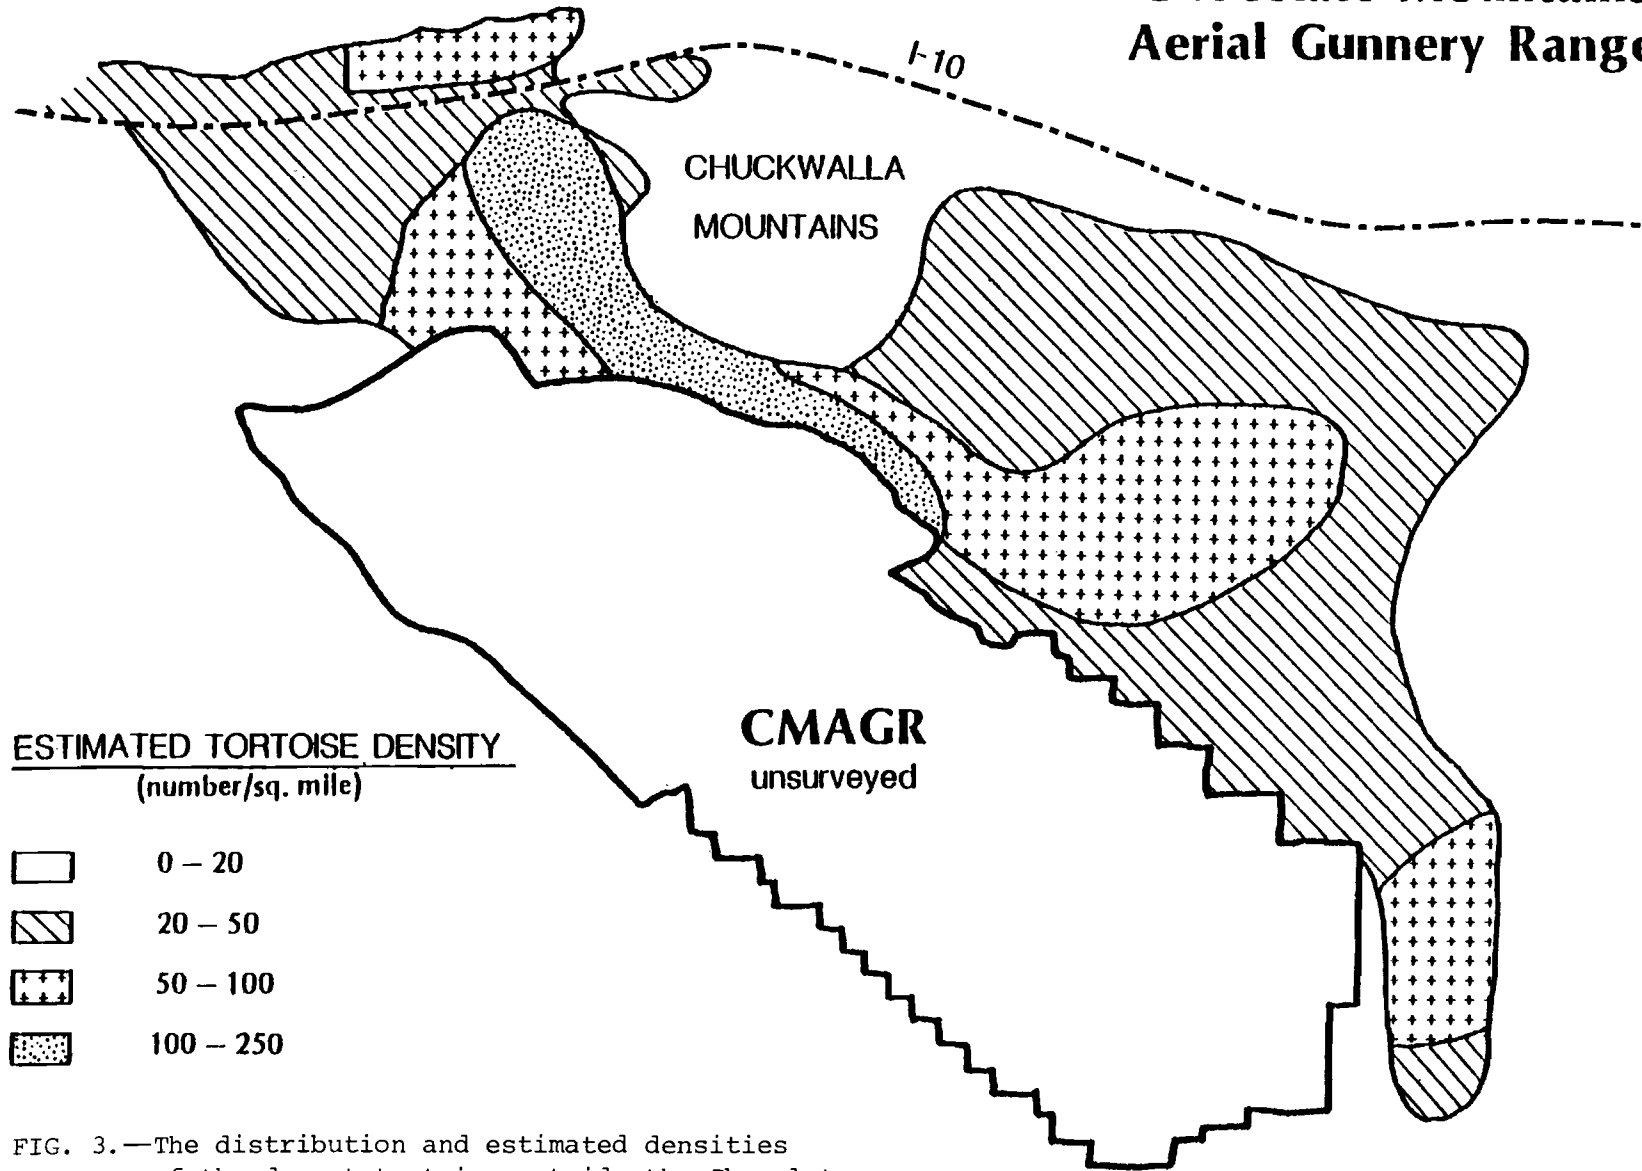 Aerial Gunnery Range
I-10
CHUCKWALLA
MOUNTAINS
CMAGR
unsurveyed
ESTIMATED TORTOISE DENSITY
(number/sq. mile)
0 – 20
20 – 50
50 – 100
100 – 250
FIG. 3.—The distribution and estimated densities